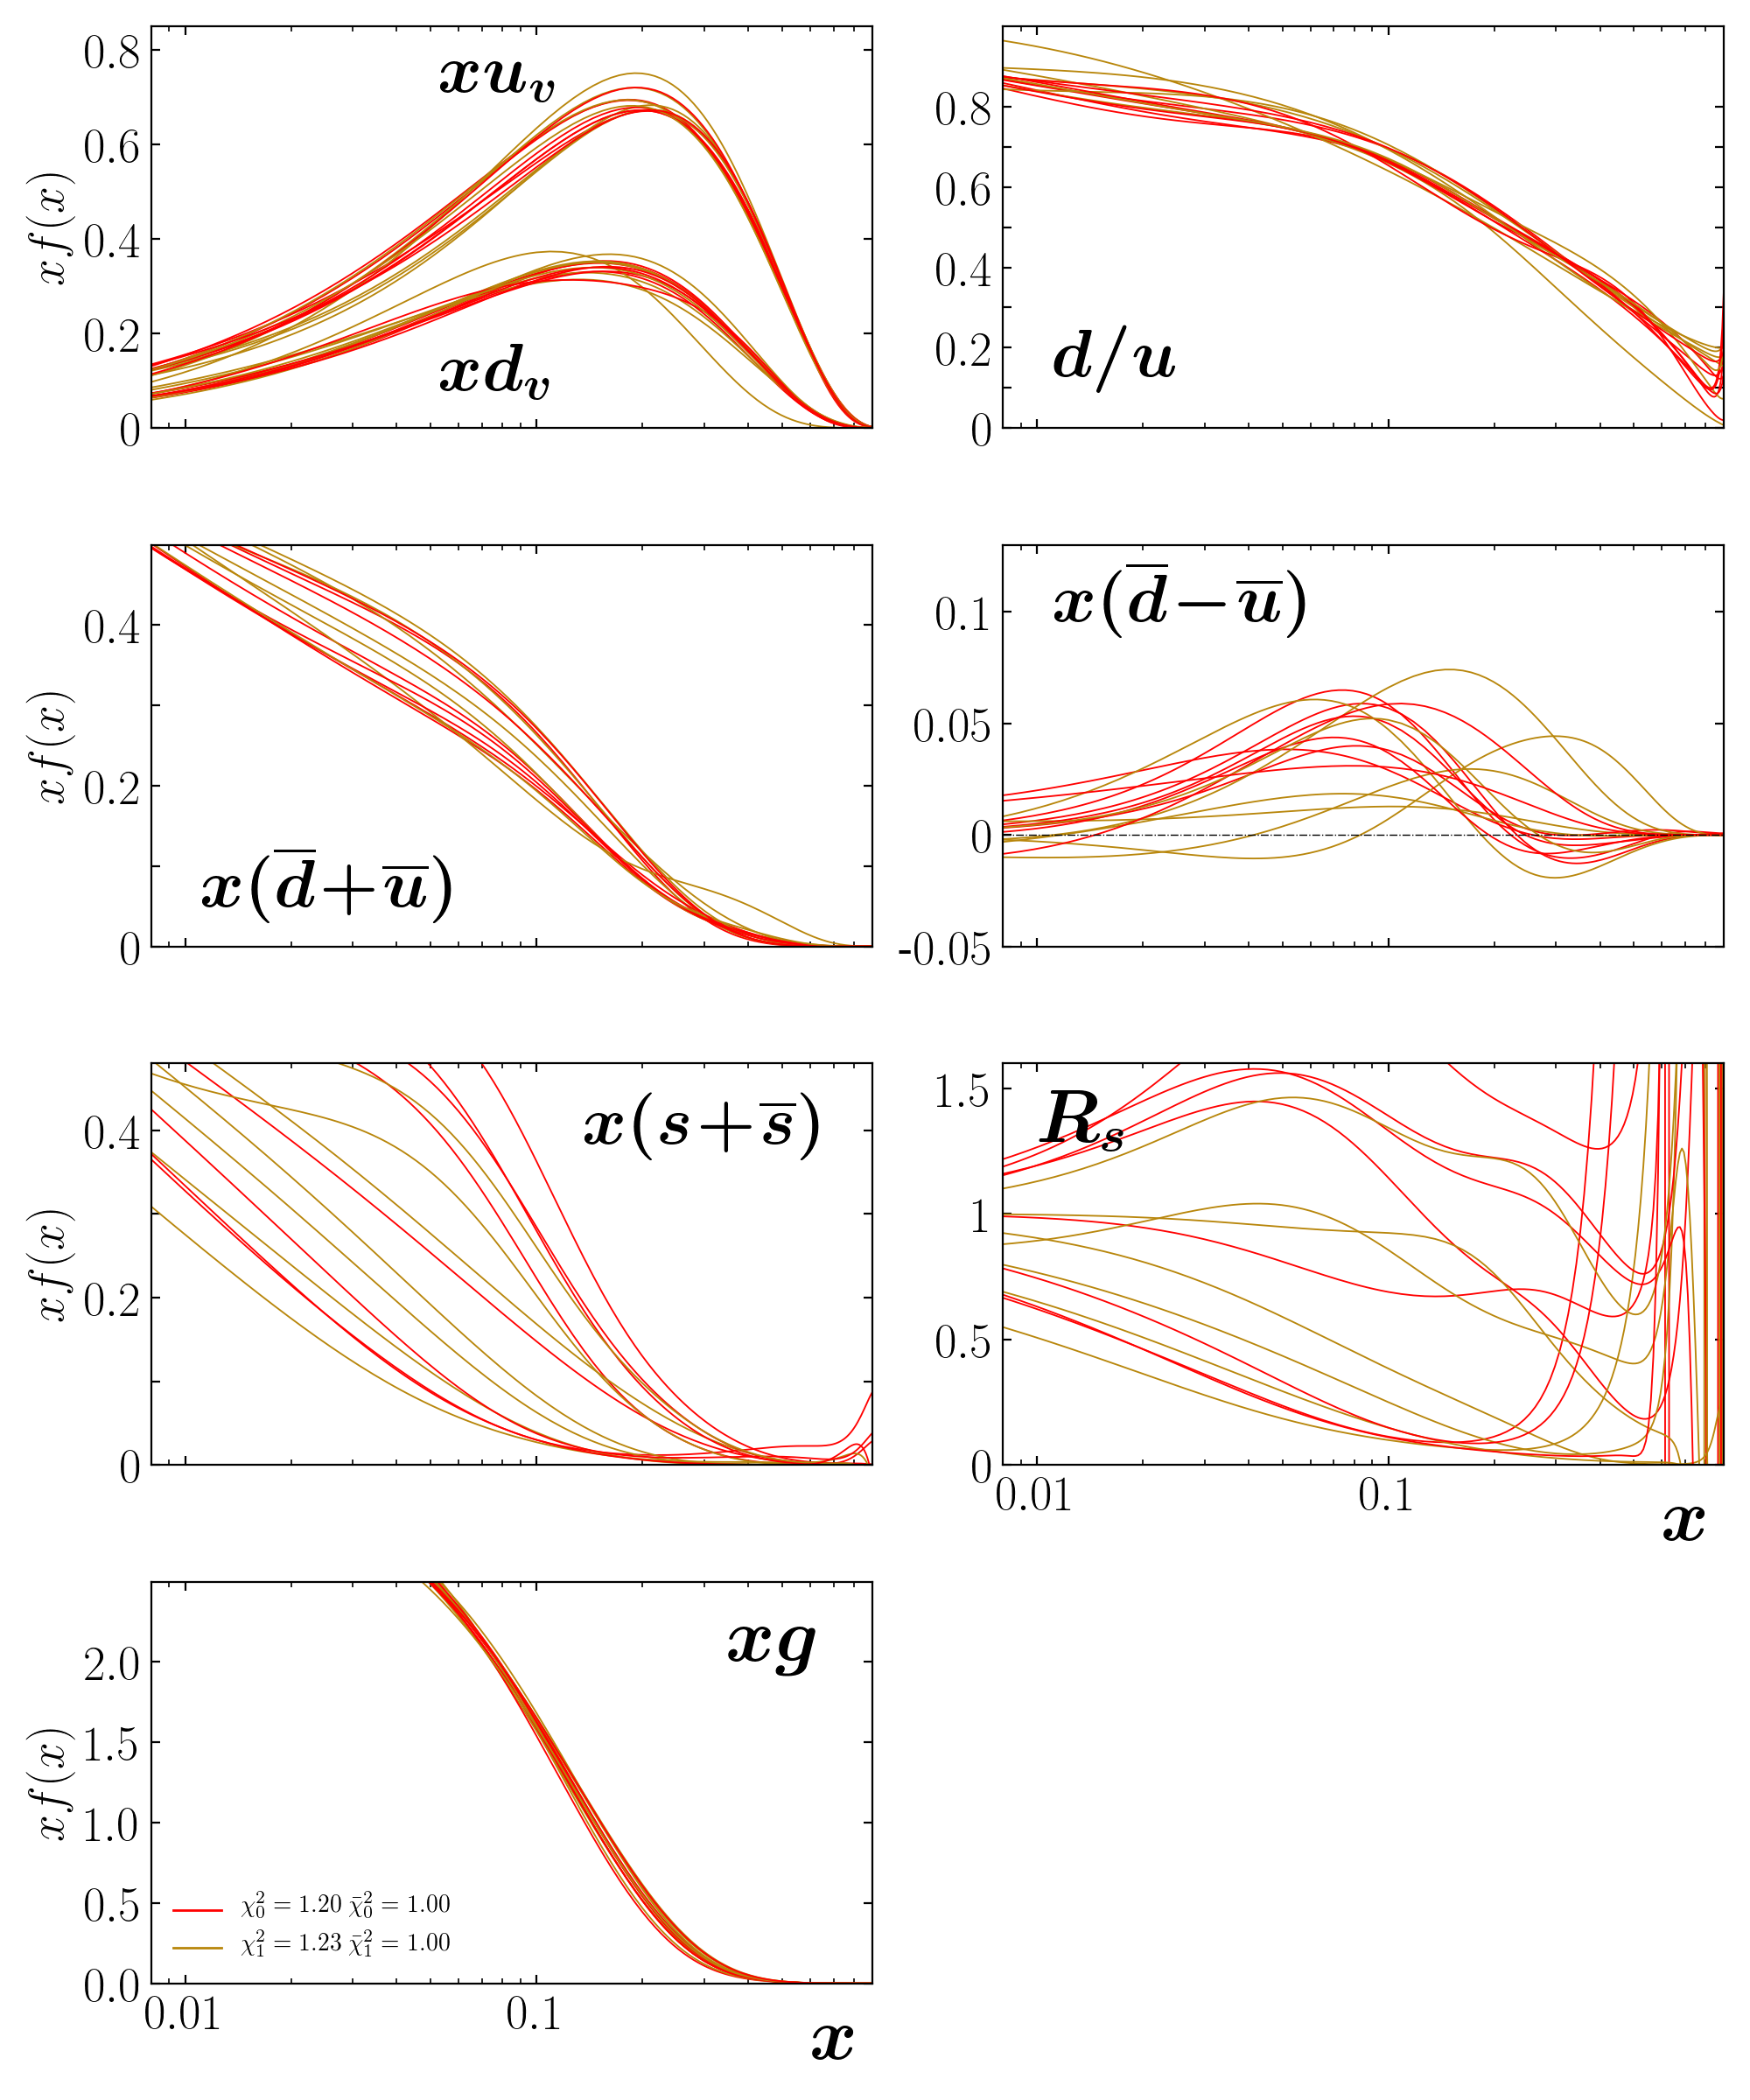 0.8
0.6
0.4
0.2
0
xf(x)
xu_v
xd_v
0.8
0.6
0.4
0.2
0
d/u
0.4
0.2
0
xf(x)
x(d̅+u̅)
0.1
0.05
0
-0.05
x(d̅−u̅)
0.4
0.2
0
xf(x)
x(s+s̅)
1.5
1
0.5
0
R_s
0.01
0.1
x
2.0
1.5
1.0
0.5
0.0
xf(x)
xg
χ²₀ = 1.20 χ̄²₀ = 1.00
χ²₁ = 1.23 χ̄²₁ = 1.00
0.01
0.1
x